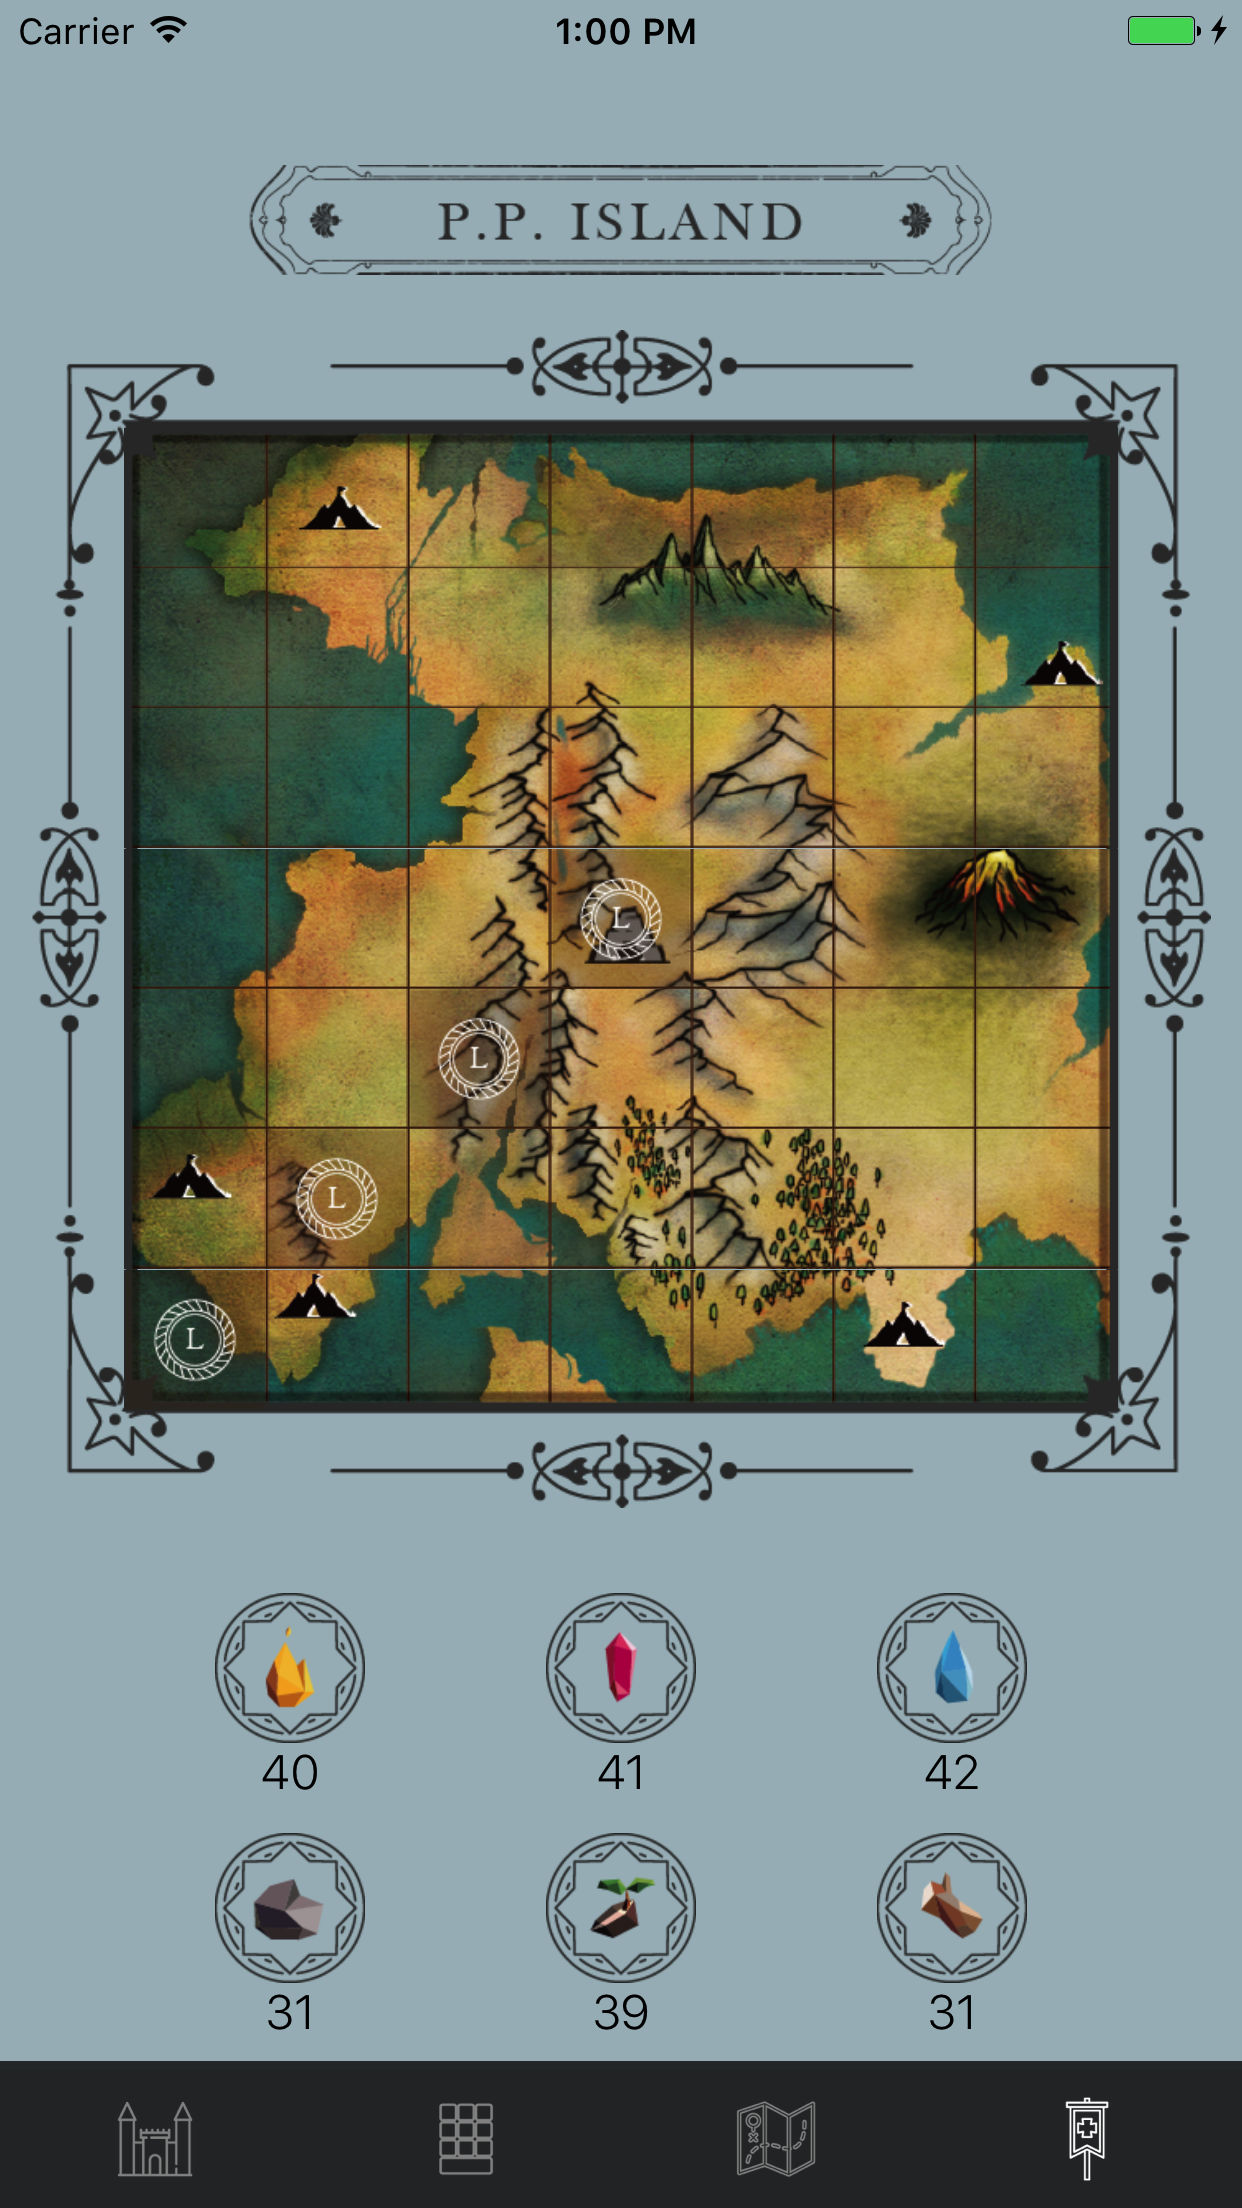 Carrier 1:00 PM
P.P. ISLAND
L
L
L
L
40 41 42
31 39 31